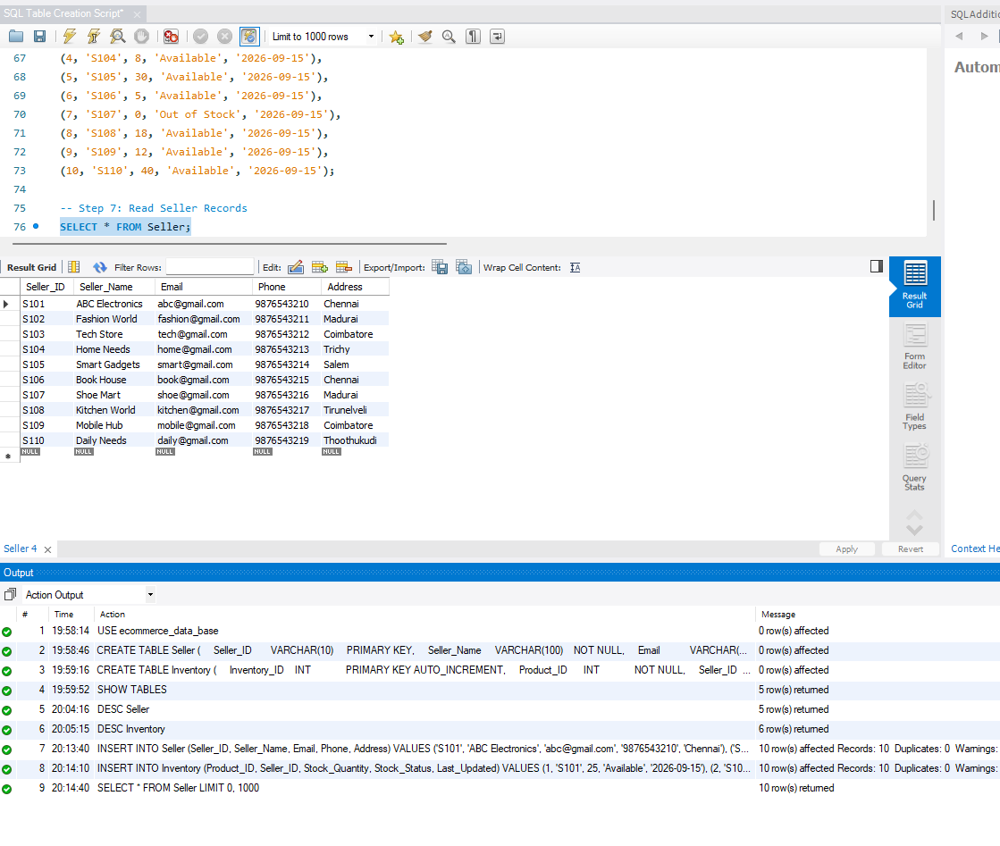 SQL Table Creation Script*
SQLAdditio
Limit to 1000 rows
Autom
67 (4, 'S104', 8, 'Available', '2026-09-15'),
68 (5, 'S105', 30, 'Available', '2026-09-15'),
69 (6, 'S106', 5, 'Available', '2026-09-15'),
70 (7, 'S107', 0, 'Out of Stock', '2026-09-15'),
71 (8, 'S108', 18, 'Available', '2026-09-15'),
72 (9, 'S109', 12, 'Available', '2026-09-15'),
73 (10, 'S110', 40, 'Available', '2026-09-15');
74
75 -- Step 7: Read Seller Records
76 SELECT * FROM Seller;
Result Grid Filter Rows: Edit: Export/Import: Wrap Cell Content:
Seller_ID Seller_Name Email Phone Address
S101 ABC Electronics abc@gmail.com 9876543210 Chennai
S102 Fashion World fashion@gmail.com 9876543211 Madurai
S103 Tech Store tech@gmail.com 9876543212 Coimbatore
S104 Home Needs home@gmail.com 9876543213 Trichy
S105 Smart Gadgets smart@gmail.com 9876543214 Salem
S106 Book House book@gmail.com 9876543215 Chennai
S107 Shoe Mart shoe@gmail.com 9876543216 Madurai
S108 Kitchen World kitchen@gmail.com 9876543217 Tirunelveli
S109 Mobile Hub mobile@gmail.com 9876543218 Coimbatore
S110 Daily Needs daily@gmail.com 9876543219 Thoothukudi
NULL NULL NULL NULL NULL
Result
Grid
Form
Editor
Field
Types
Query
Stats
Seller 4
Apply Revert
Context He
Output
Action Output
# Time Action Message
1 19:58:14 USE ecommerce_data_base 0 row(s) affected
2 19:58:46 CREATE TABLE Seller ( Seller_ID VARCHAR(10) PRIMARY KEY, Seller_Name VARCHAR(100) NOT NULL, Email VARCHAR(... 0 row(s) affected
3 19:59:16 CREATE TABLE Inventory ( Inventory_ID INT PRIMARY KEY AUTO_INCREMENT, Product_ID INT NOT NULL, Seller_ID ... 0 row(s) affected
4 19:59:52 SHOW TABLES 5 row(s) returned
5 20:04:16 DESC Seller 5 row(s) returned
6 20:05:15 DESC Inventory 6 row(s) returned
7 20:13:40 INSERT INTO Seller (Seller_ID, Seller_Name, Email, Phone, Address) VALUES ('S101', 'ABC Electronics', 'abc@gmail.com', '9876543210', 'Chennai'), ('S... 10 row(s) affected Records: 10 Duplicates: 0 Warnings:
8 20:14:10 INSERT INTO Inventory (Product_ID, Seller_ID, Stock_Quantity, Stock_Status, Last_Updated) VALUES (1, 'S101', 25, 'Available', '2026-09-15'), (2, 'S10... 10 row(s) affected Records: 10 Duplicates: 0 Warnings:
9 20:14:40 SELECT * FROM Seller LIMIT 0, 1000 10 row(s) returned